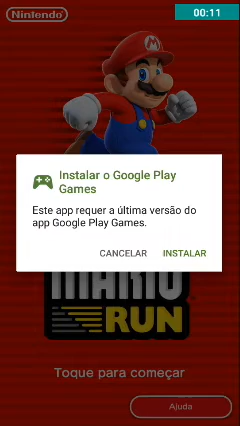 Nintendo
00:11
Instalar o Google Play
Games
Este app requer a última versão do
app Google Play Games.
CANCELAR
INSTALAR
MARIO
RUN
Toque para começar
Ajuda